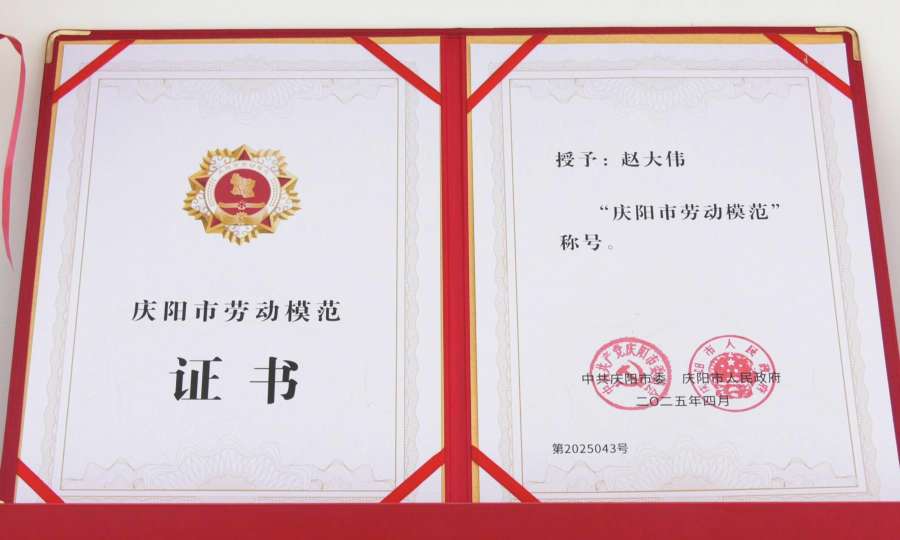 庆阳市劳动模范
证书
授予：赵大伟
“庆阳市劳动模范”
称号。
中共庆阳市委 庆阳市人民政府
二〇二五年四月
第2025043号